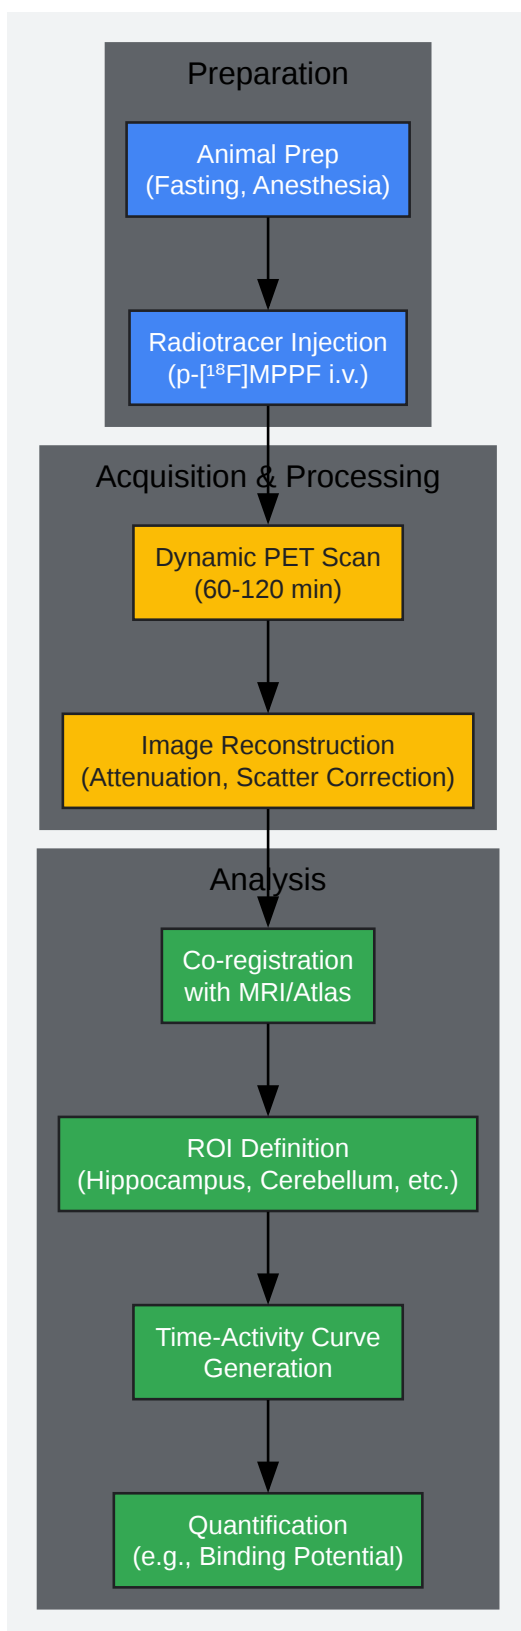 Preparation
Animal Prep
(Fasting, Anesthesia)
Radiotracer Injection
(p-[¹⁸F]MPPF i.v.)
Acquisition & Processing
Dynamic PET Scan
(60-120 min)
Image Reconstruction
(Attenuation, Scatter Correction)
Analysis
Co-registration
with MRI/Atlas
ROI Definition
(Hippocampus, Cerebellum, etc.)
Time-Activity Curve
Generation
Quantification
(e.g., Binding Potential)